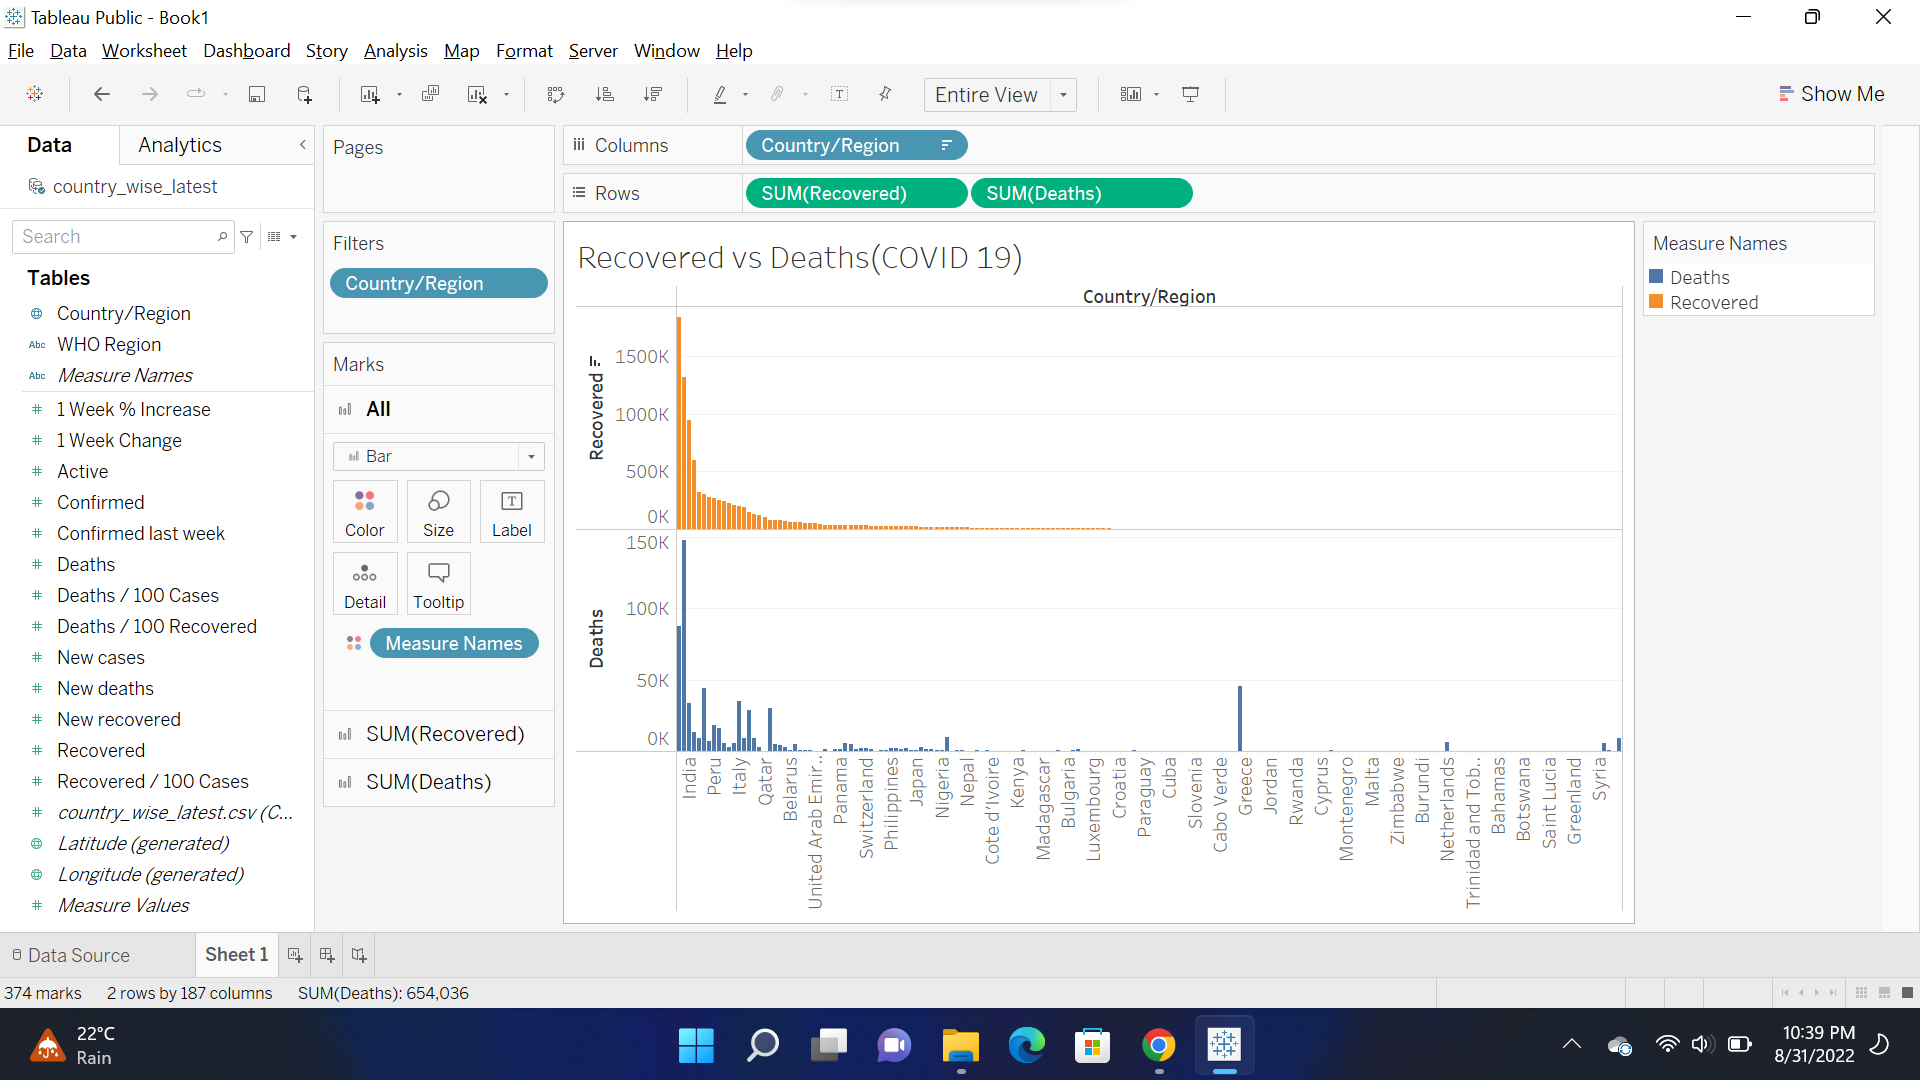 Tableau Public - Book1
File Data Worksheet Dashboard Story Analysis Map Format Server Window Help
Entire View
Show Me
Data Analytics
country_wise_latest
Search
Tables
Country/Region
Abc WHO Region
Abc Measure Names
1 Week % Increase
1 Week Change
Active
Confirmed
Confirmed last week
Deaths
Deaths / 100 Cases
Deaths / 100 Recovered
New cases
New deaths
New recovered
Recovered
Recovered / 100 Cases
country_wise_latest.csv (C...
Latitude (generated)
Longitude (generated)
Measure Values
Pages
Filters
Country/Region
Marks
All
Bar
Color Size Label
Detail Tooltip
Measure Names
SUM(Recovered)
SUM(Deaths)
Columns Country/Region
Rows SUM(Recovered) SUM(Deaths)
Recovered vs Deaths(COVID 19)
Country/Region
Recovered
1500K
1000K
500K
0K
Deaths
150K
100K
50K
0K
India
Peru
Italy
Qatar
Belarus
United Arab Emir..
Panama
Switzerland
Philippines
Japan
Nigeria
Nepal
Cote d'Ivoire
Kenya
Madagascar
Bulgaria
Luxembourg
Croatia
Paraguay
Cuba
Slovenia
Cabo Verde
Greece
Jordan
Rwanda
Cyprus
Montenegro
Malta
Zimbabwe
Burundi
Netherlands
Trinidad and Tob..
Bahamas
Botswana
Saint Lucia
Greenland
Syria
Measure Names
Deaths
Recovered
Data Source Sheet 1
374 marks 2 rows by 187 columns SUM(Deaths): 654,036
22°C
Rain
10:39 PM
8/31/2022